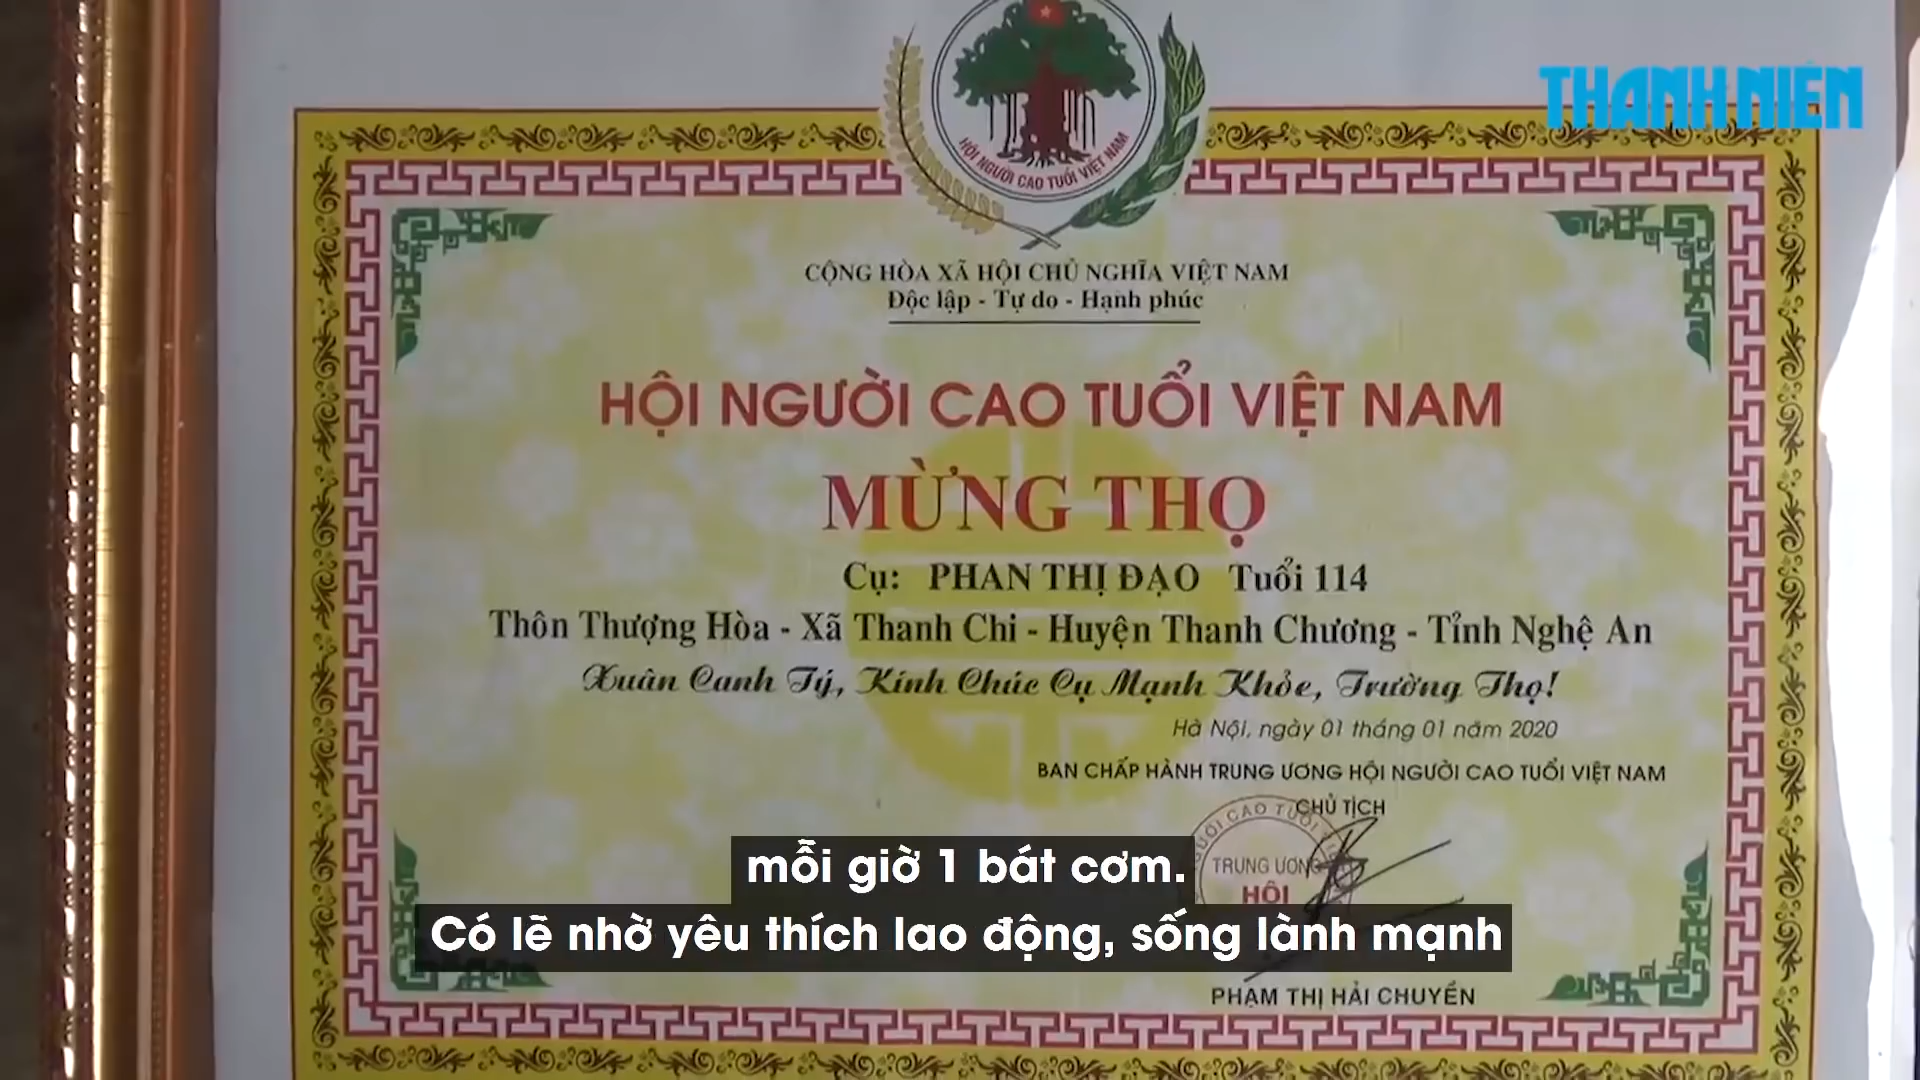 THANH NIÊN
HỘI NGƯỜI CAO TUỔI VIỆT NAM
CỘNG HÒA XÃ HỘI CHỦ NGHĨA VIỆT NAM
Độc lập - Tự do - Hạnh phúc
HỘI NGƯỜI CAO TUỔI VIỆT NAM
MỪNG THỌ
Cụ: PHAN THỊ ĐẠO Tuổi 114
Thôn Thượng Hòa - Xã Thanh Chi - Huyện Thanh Chương - Tỉnh Nghệ An
Xuân Canh Tý, Kính Chúc Cụ Mạnh Khỏe, Trường Thọ!
Hà Nội, ngày 01 tháng 01 năm 2020
BAN CHẤP HÀNH TRUNG ƯƠNG HỘI NGƯỜI CAO TUỔI VIỆT NAM
CHỦ TỊCH
NGƯỜI CAO TUỔI
TRUNG ƯƠNG
HỘI
mỗi giờ 1 bát cơm.
Có lẽ nhờ yêu thích lao động, sống lành mạnh
PHẠM THỊ HẢI CHUYỀN